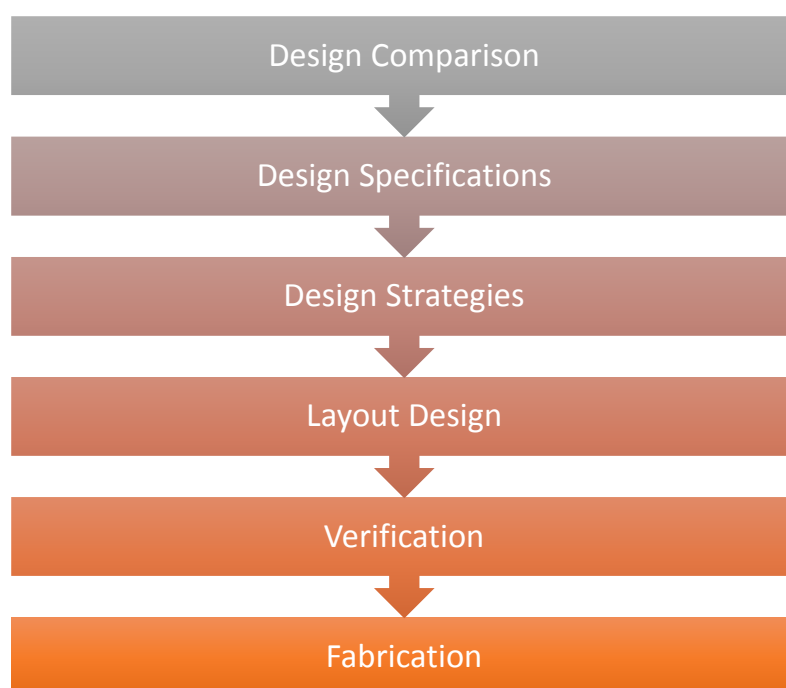 Design Comparison
Design Specifications
Design Strategies
Layout Design
Verification
Fabrication